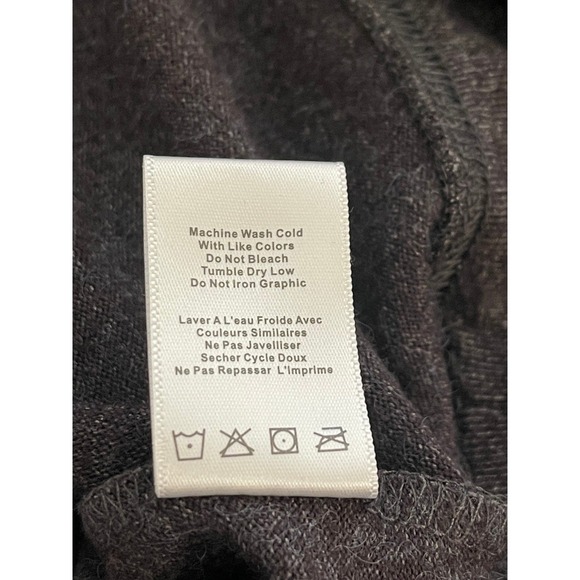 Machine Wash Cold
With Like Colors
Do Not Bleach
Tumble Dry Low
Do Not Iron Graphic
Laver A L'eau Froide Avec
Couleurs Similaires
Ne Pas Javelliser
Secher Cycle Doux
Ne Pas Repassar L'Imprime